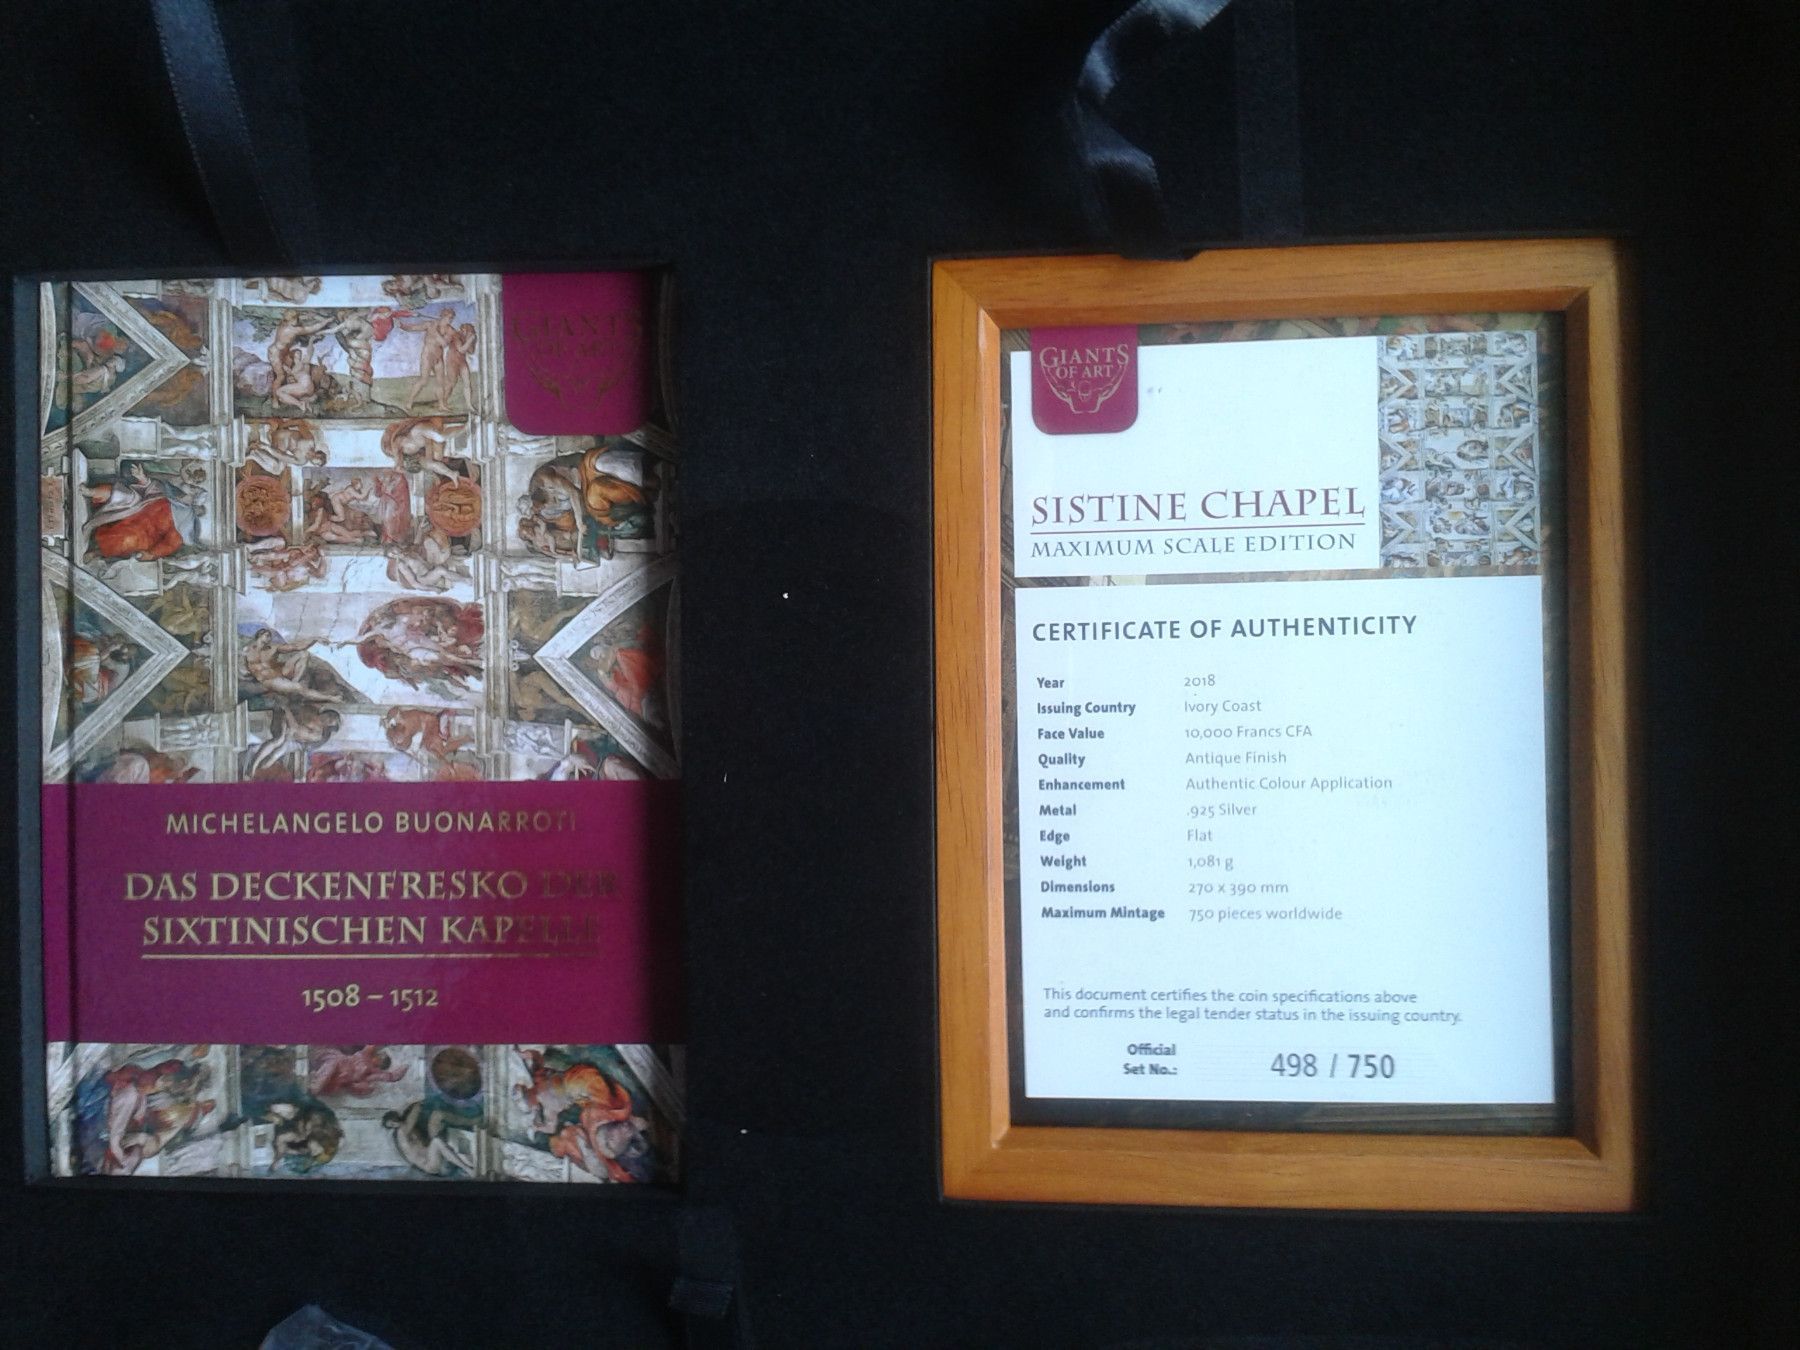 GIANTS
OF ART
MICHELANGELO BUONARROTI
DAS DECKENFRESKO DER
SIXTINISCHEN KAPELLE
1508 – 1512
GIANTS
OF ART
SISTINE CHAPEL
MAXIMUM SCALE EDITION
CERTIFICATE OF AUTHENTICITY
Year 2018
Issuing Country Ivory Coast
Face Value 10,000 Francs CFA
Quality Antique Finish
Enhancement Authentic Colour Application
Metal .925 Silver
Edge Flat
Weight 1,081 g
Dimensions 270 x 390 mm
Maximum Mintage 750 pieces worldwide
This document certifies the coin specifications above
and confirms the legal tender status in the issuing country.
Official
Set No.: 498 / 750